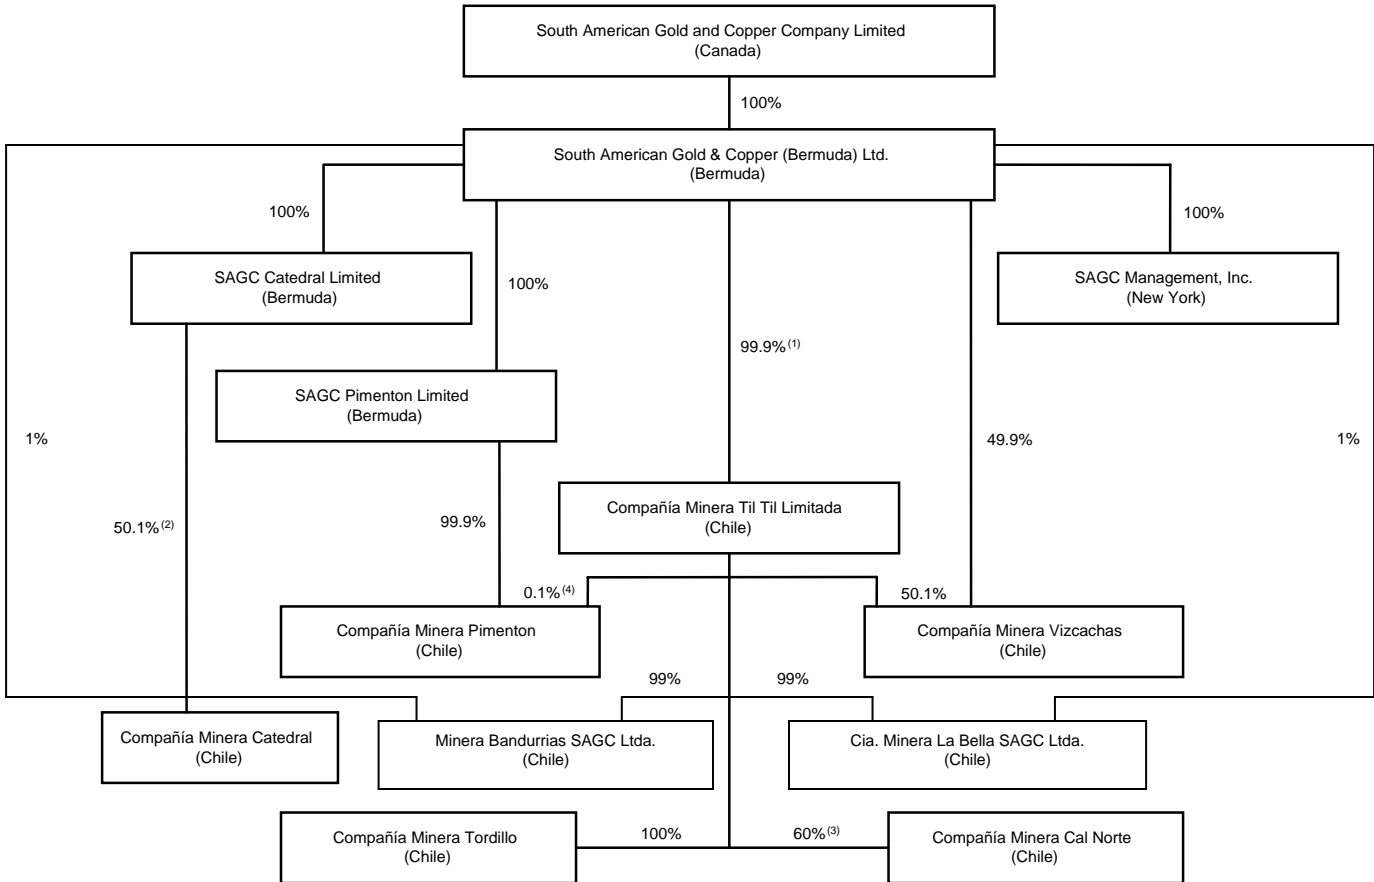 South American Gold and Copper Company Limited
(Canada)
100%
South American Gold & Copper (Bermuda) Ltd.
(Bermuda)
100%
100%
SAGC Catedral Limited
(Bermuda)
100%
SAGC Management, Inc.
(New York)
99.9%(1)
SAGC Pimenton Limited
(Bermuda)
1%
49.9%
1%
Compañía Minera Til Til Limitada
(Chile)
50.1%(2)
99.9%
0.1%(4)
50.1%
Compañía Minera Pimenton
(Chile)
Compañía Minera Vizcachas
(Chile)
99%
99%
Compañía Minera Catedral
(Chile)
Minera Bandurrias SAGC Ltda.
(Chile)
Cia. Minera La Bella SAGC Ltda.
(Chile)
Compañía Minera Tordillo
(Chile)
100%
60%(3)
Compañía Minera Cal Norte
(Chile)